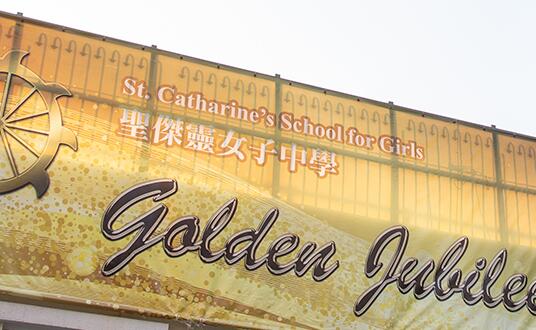 St. Catharine's School for Girls
聖傑靈女子中學
Golden Jubilee